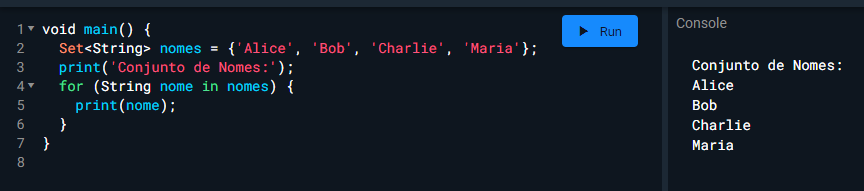 1 void main() {
2 Set<String> nomes = {'Alice', 'Bob', 'Charlie', 'Maria'};
3 print('Conjunto de Nomes:');
4 for (String nome in nomes) {
5 print(nome);
6 }
7 }
8
Run
Console
Conjunto de Nomes:
Alice
Bob
Charlie
Maria